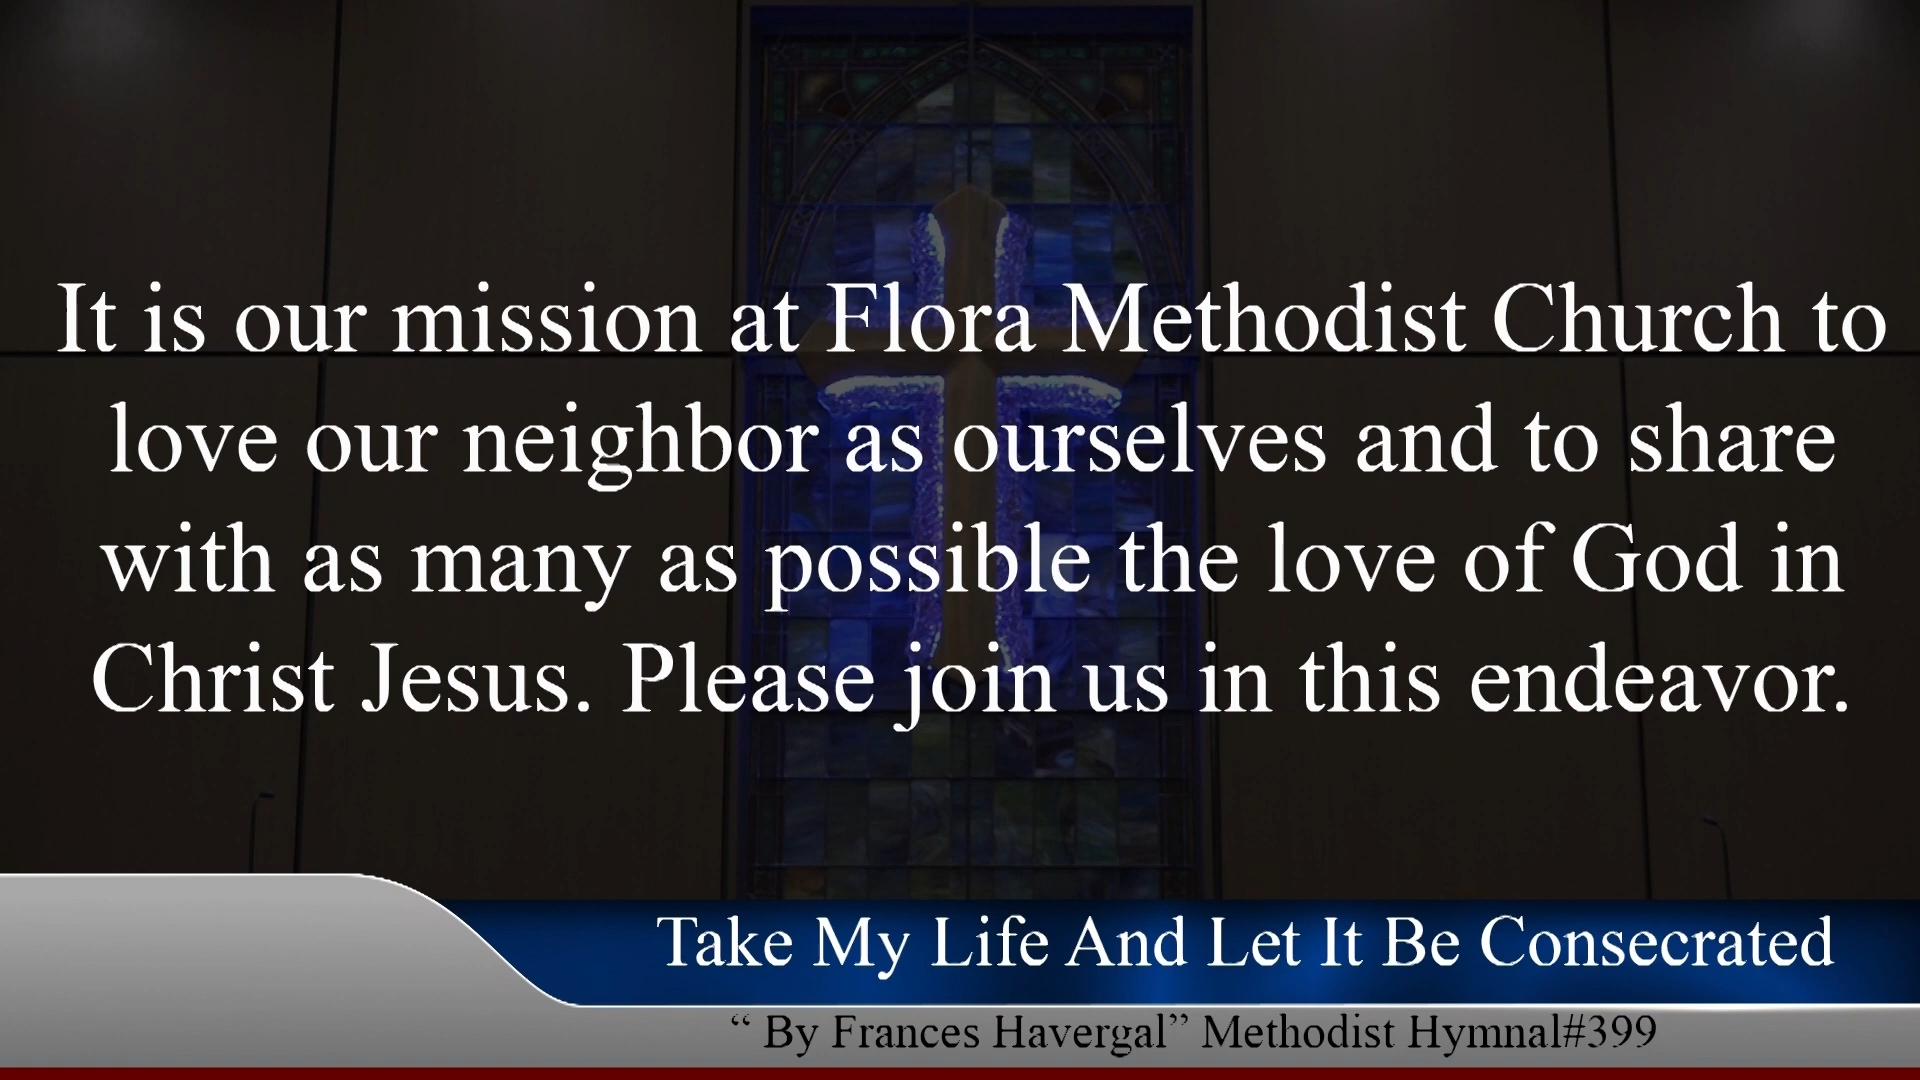 It is our mission at Flora Methodist Church to
love our neighbor as ourselves and to share
with as many as possible the love of God in
Christ Jesus. Please join us in this endeavor.
Take My Life And Let It Be Consecrated
“ By Frances Havergal” Methodist Hymnal#399